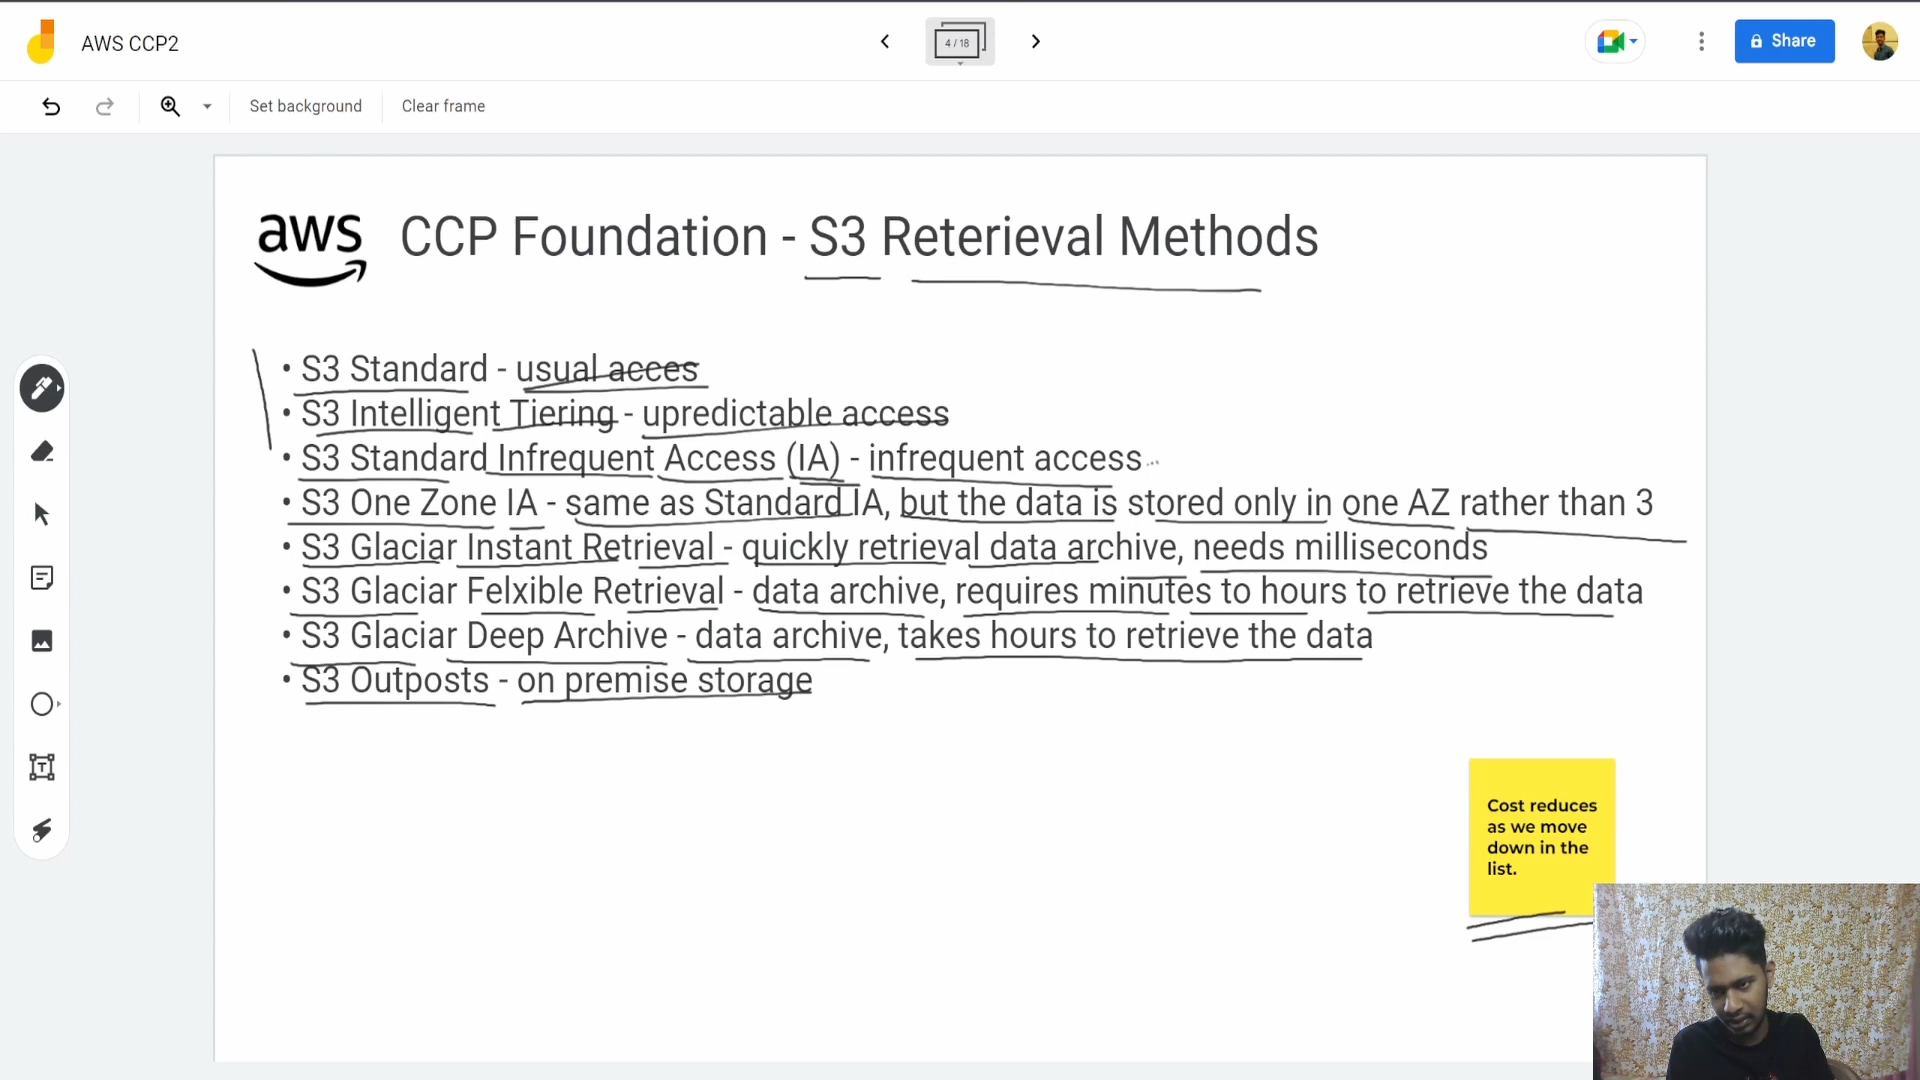 AWS CCP2
4 / 18
Share
Set background
Clear frame
aws CCP Foundation - S3 Reterieval Methods
• S3 Standard - usual acces
• S3 Intelligent Tiering - upredictable access
• S3 Standard Infrequent Access (IA) - infrequent access
• S3 One Zone IA - same as Standard IA, but the data is stored only in one AZ rather than 3
• S3 Glaciar Instant Retrieval - quickly retrieval data archive, needs milliseconds
• S3 Glaciar Felxible Retrieval - data archive, requires minutes to hours to retrieve the data
• S3 Glaciar Deep Archive - data archive, takes hours to retrieve the data
• S3 Outposts - on premise storage
Cost reduces
as we move
down in the
list.